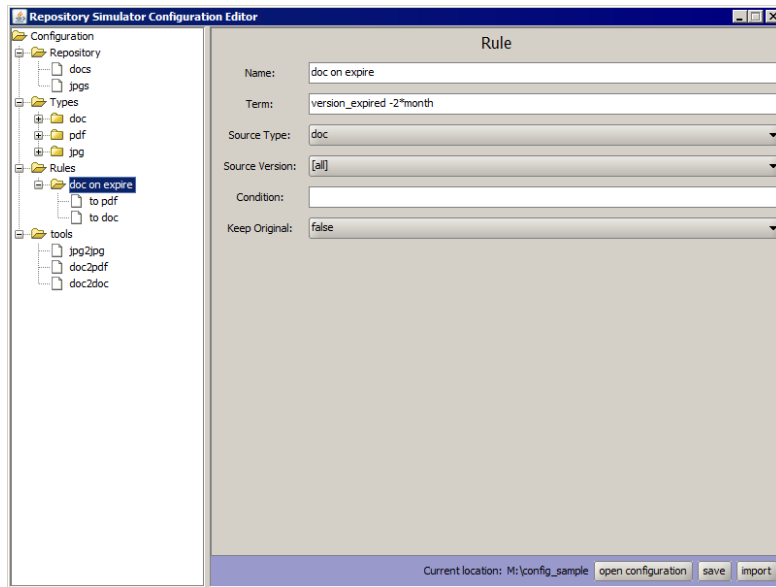 Repository Simulator Configuration Editor
Configuration
Repository
docs
jpgs
Types
doc
pdf
jpg
Rules
doc on expire
to pdf
to doc
tools
jpg2jpg
doc2pdf
doc2doc
Rule
Name: doc on expire
Term: version_expired -2*month
Source Type: doc
Source Version: [all]
Condition:
Keep Original: false
Current location: M:\config_sample open configuration save import